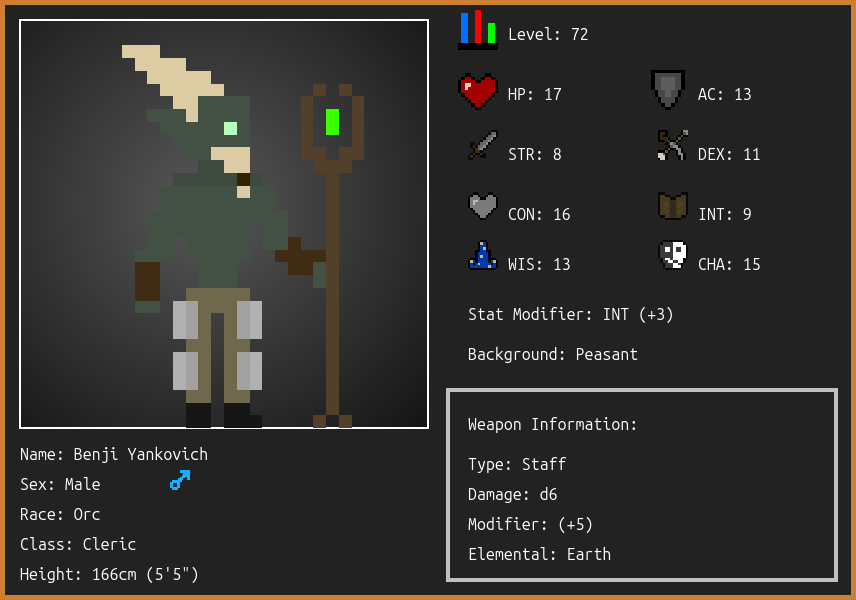 Level: 72
HP: 17
AC: 13
STR: 8
DEX: 11
CON: 16
INT: 9
WIS: 13
CHA: 15
Stat Modifier: INT (+3)
Background: Peasant
Weapon Information:
Type: Staff
Damage: d6
Modifier: (+5)
Elemental: Earth
Name: Benji Yankovich
Sex: Male
Race: Orc
Class: Cleric
Height: 166cm (5'5")